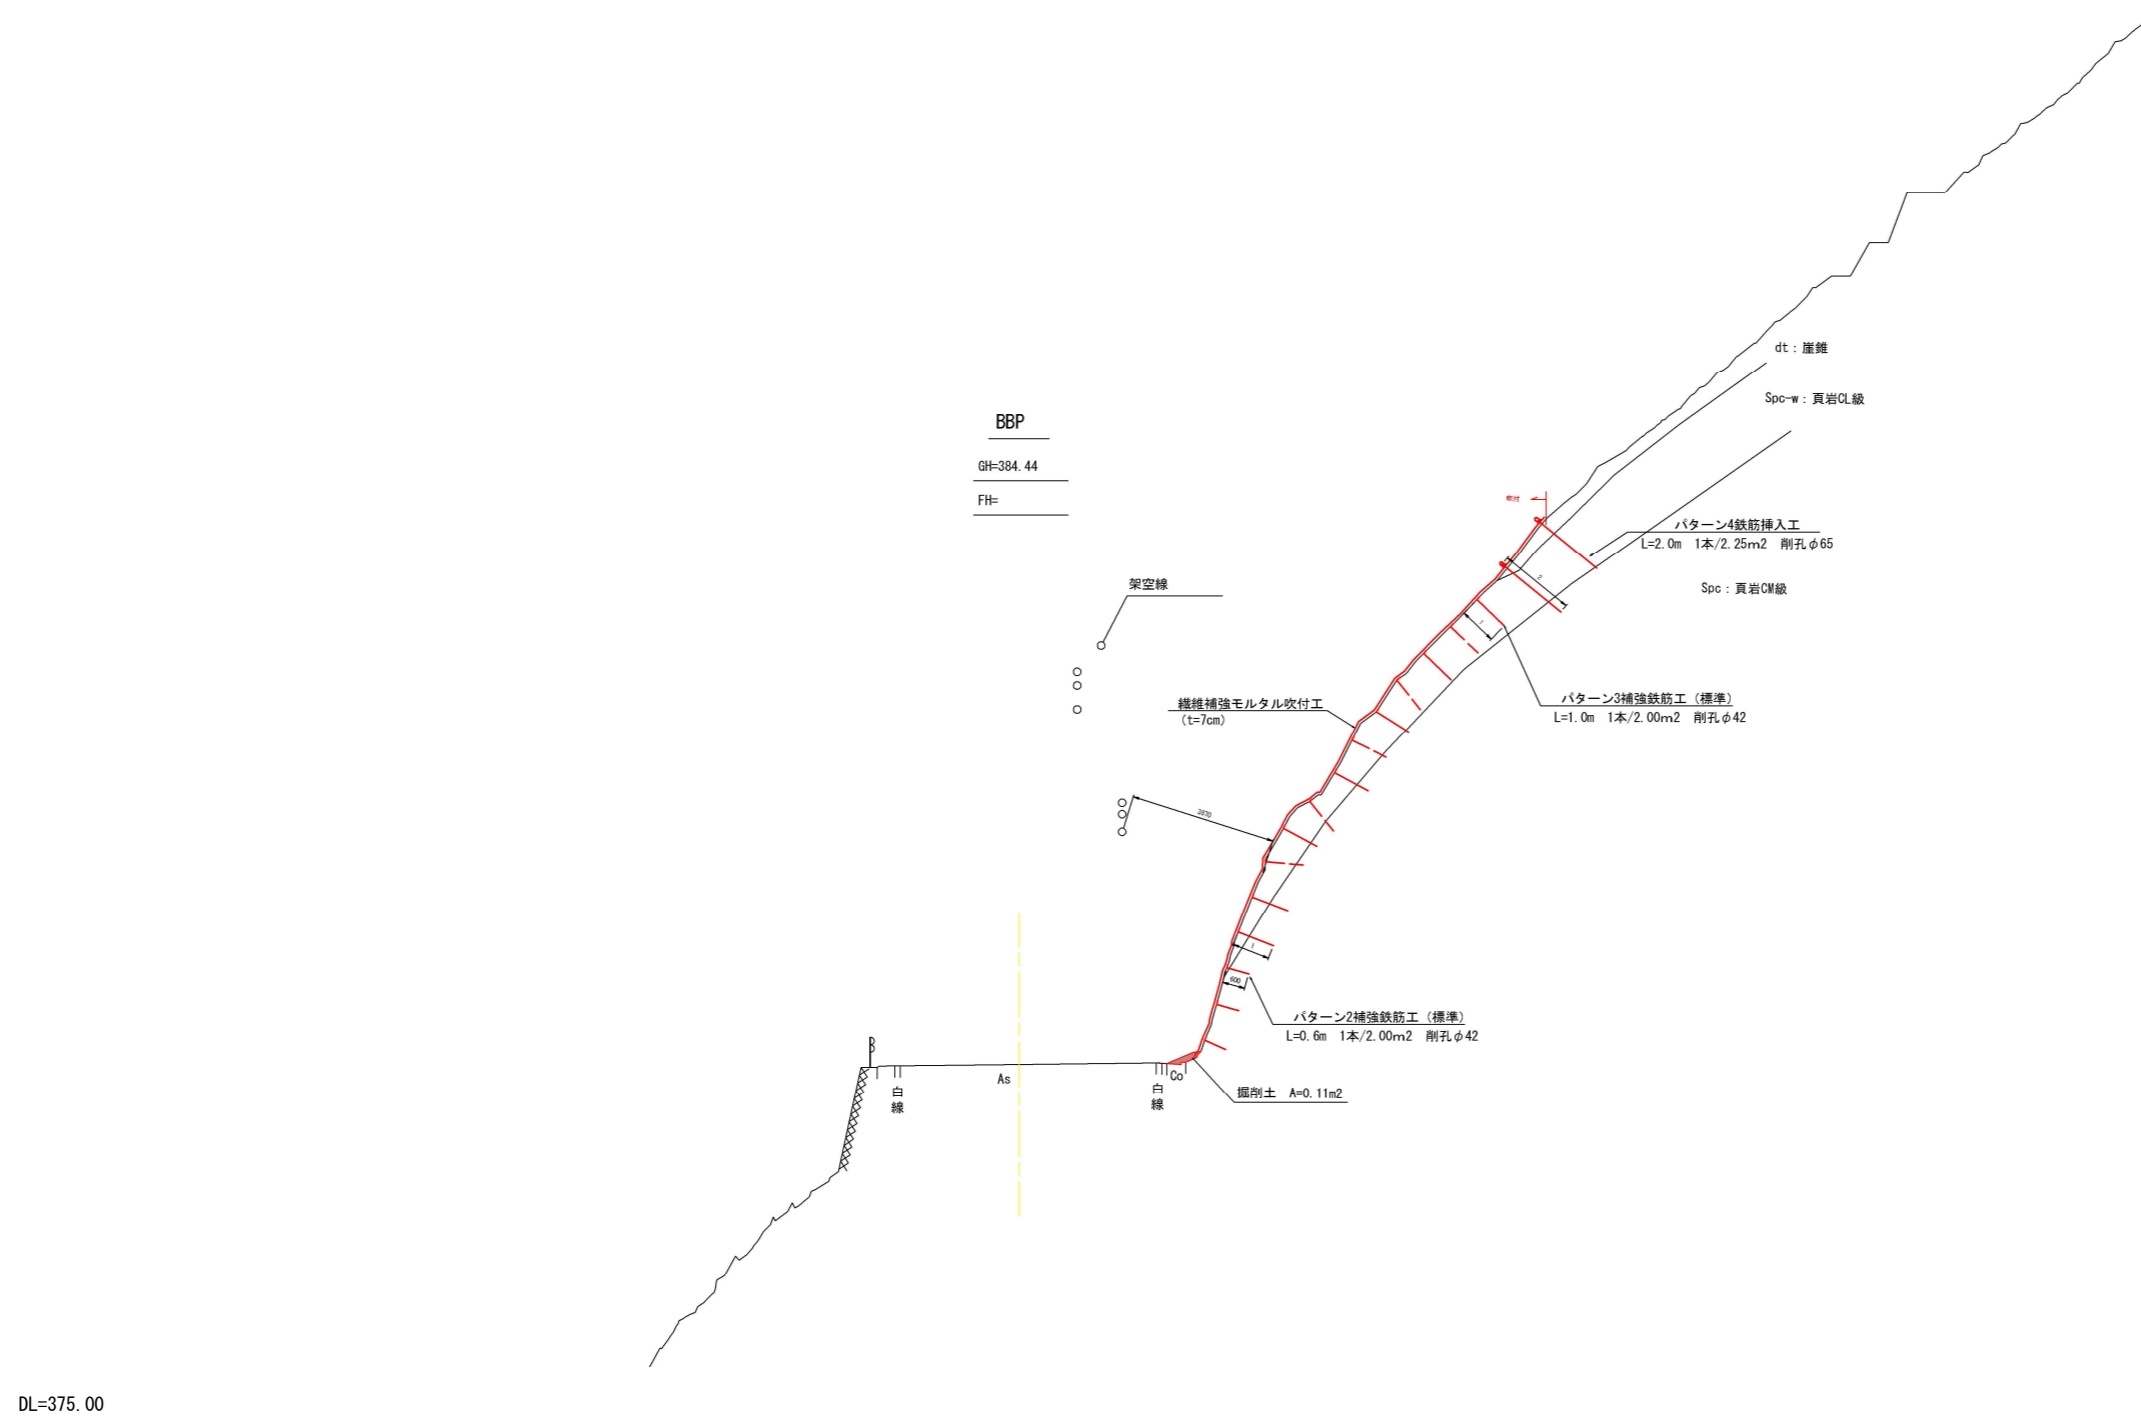 dt：崖錐
Spc-w：頁岩CL級
BBP
GH=384.44
FH=
吹付
パターン4鉄筋挿入工
L=2.0m 1本/2.25m2 削孔φ65
2
Spc：頁岩CM級
架空線
1
パターン3補強鉄筋工（標準）
L=1.0m 1本/2.00m2 削孔φ42
繊維補強モルタル吹付工
（t=7cm）
3870
1
600
パターン2補強鉄筋工（標準）
L=0.6m 1本/2.00m2 削孔φ42
As
Co
白線
白線
掘削土 A=0.11m2
DL=375.00